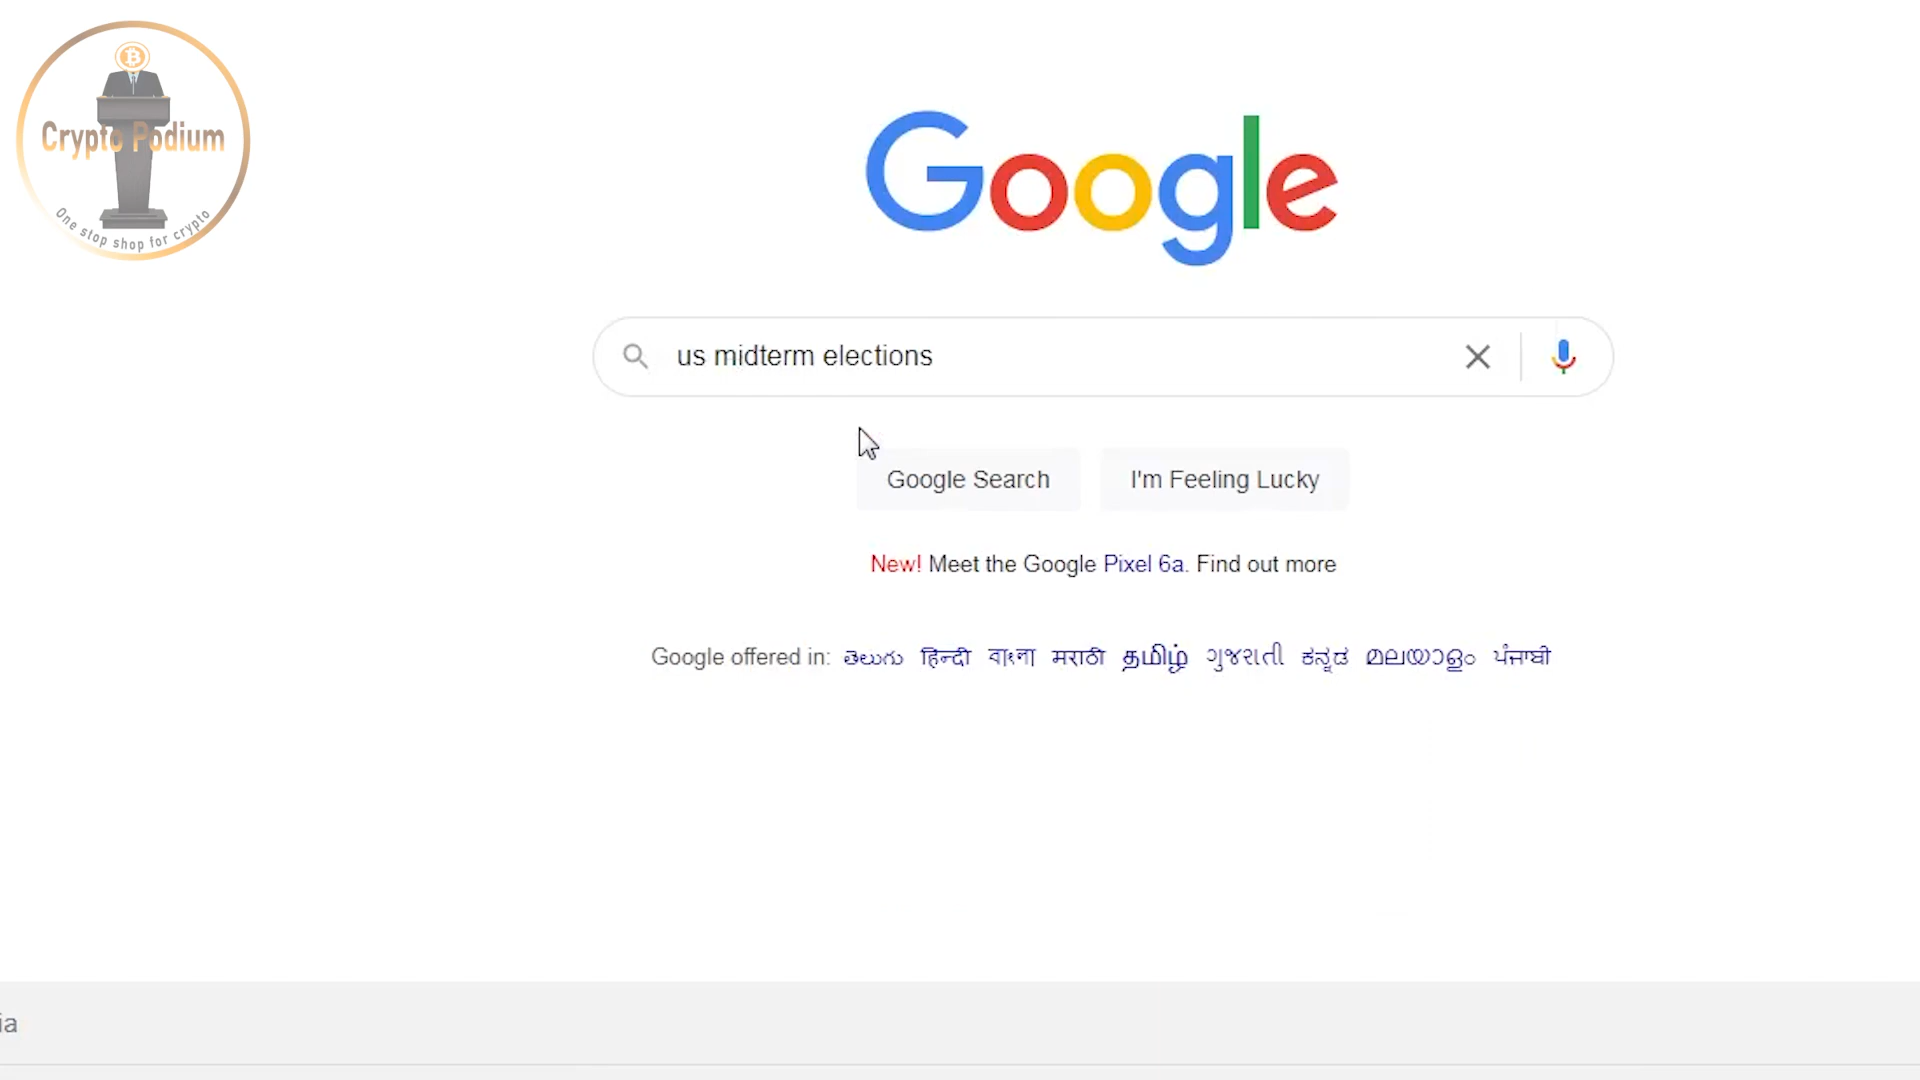 Crypto Podium
One stop shop for crypto
Google
us midterm elections
Google Search
I'm Feeling Lucky
New! Meet the Google Pixel 6a. Find out more
Google offered in: తెలుగు हिन्दी বাংলা मराठी தமிழ் ગુજરાતી ಕನ್ನಡ മലയാളം ਪੰਜਾਬੀ
ia